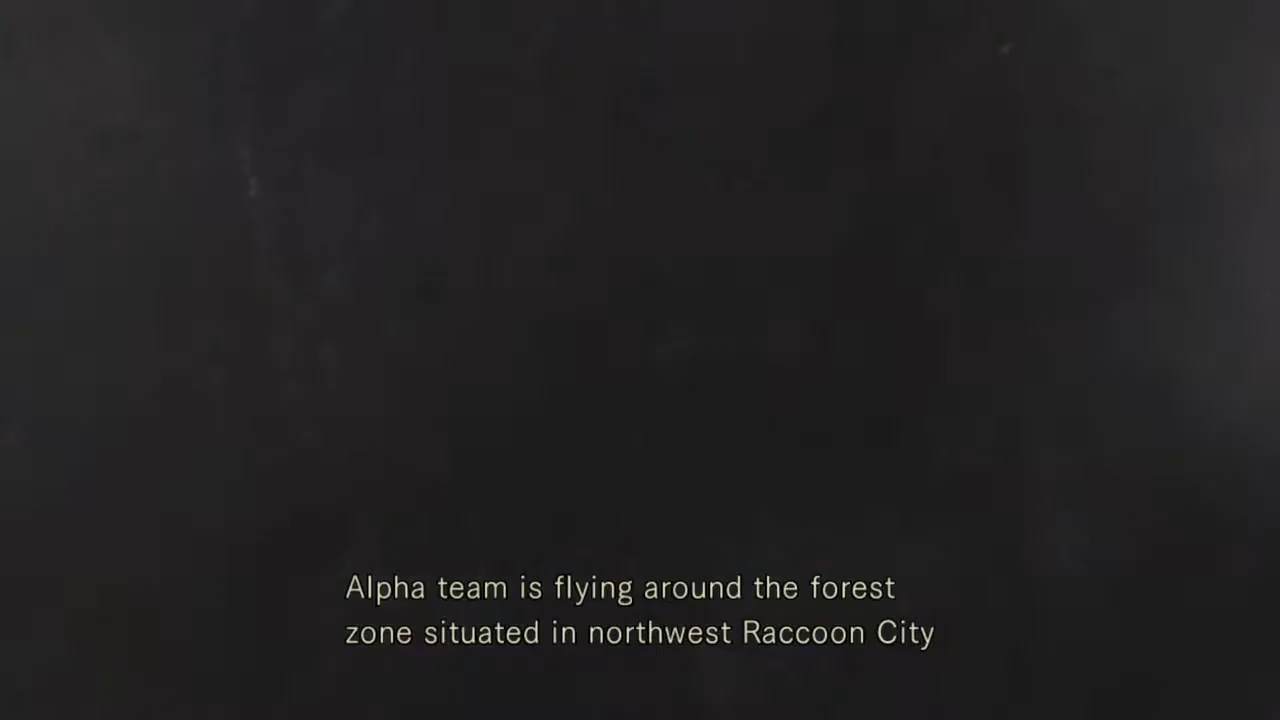 Alpha team is flying around the forest
zone situated in northwest Raccoon City